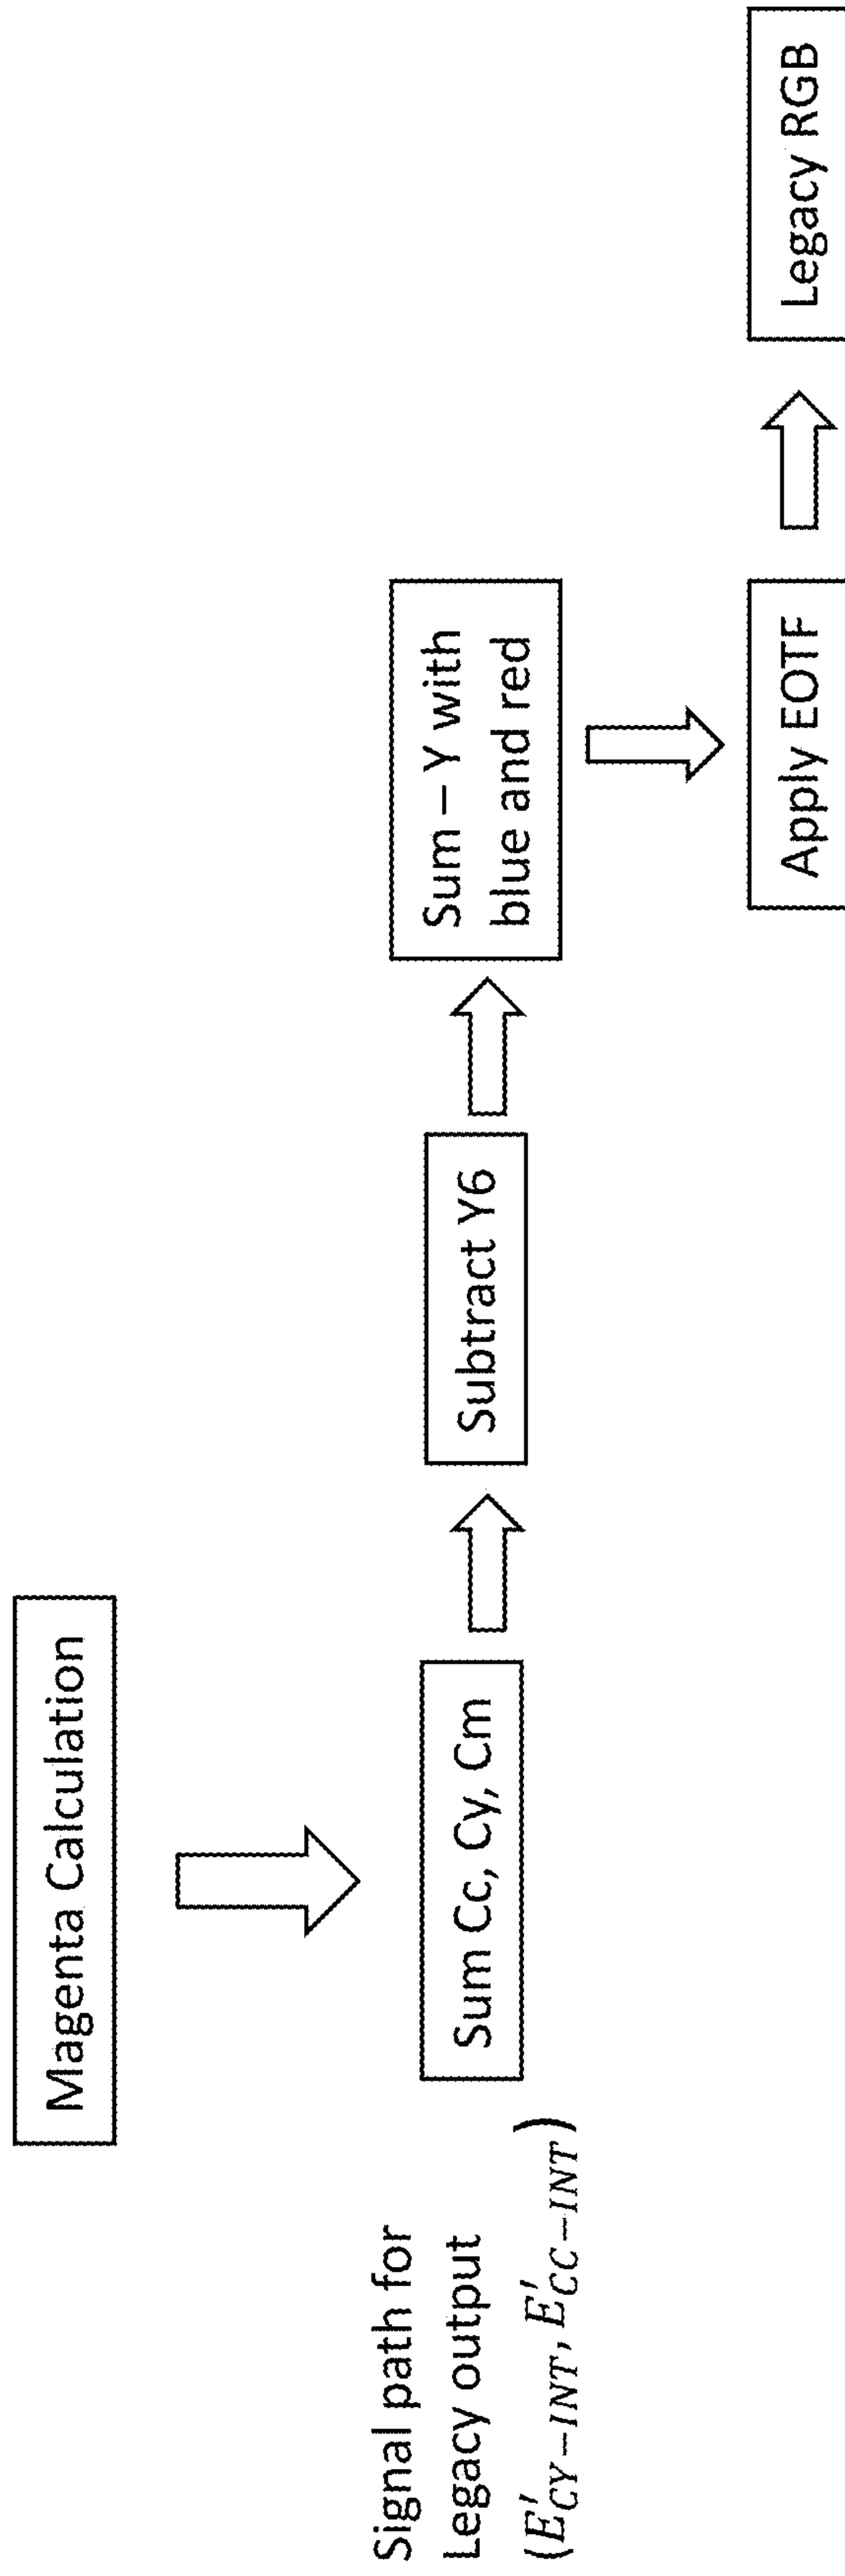 Magenta Calculation
Signal path for
Legacy output
(E′CY−INT, E′CC−INT)
Sum Cc, Cy, Cm
Subtract Y6
Sum – Y with
blue and red
Apply EOTF
Legacy RGB